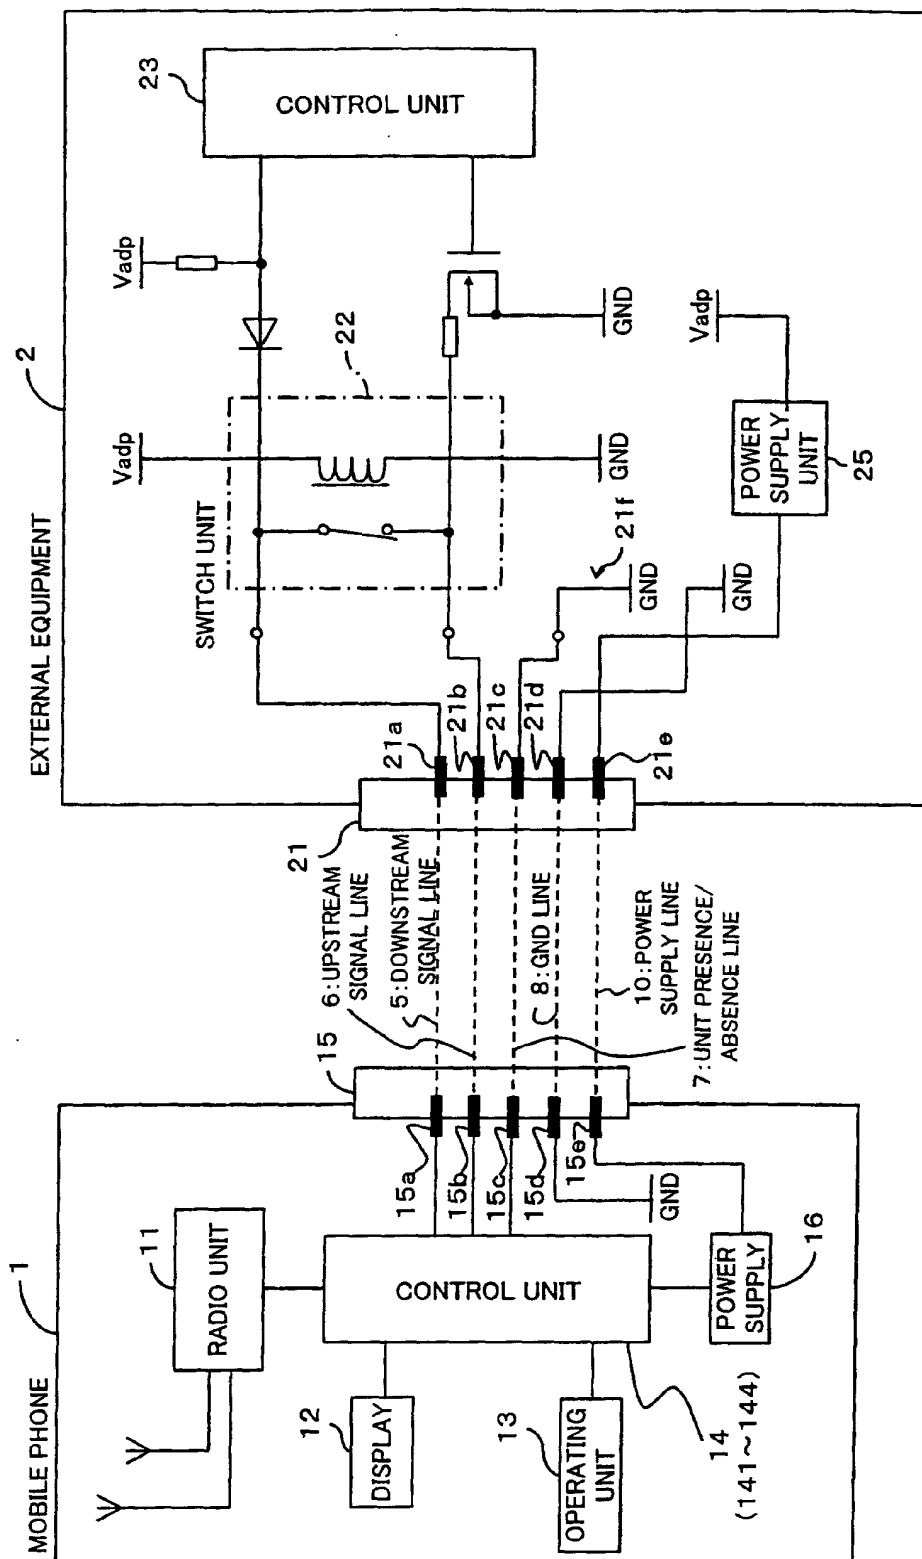 MOBILE PHONE
1
11
RADIO UNIT
12
DISPLAY
13
OPERATING
UNIT
CONTROL UNIT
14
(141~144)
POWER
SUPPLY
16
GND
15
15a
15b
15c
15d
15e
6:UPSTREAM
SIGNAL LINE
5:DOWNSTREAM
SIGNAL LINE
8:GND LINE
10:POWER
SUPPLY LINE
7:UNIT PRESENCE/
ABSENCE LINE
EXTERNAL EQUIPMENT
2
21
21a
21b
21c
21d
21e
21f
SWITCH UNIT
22
Vadp
Vadp
23
CONTROL UNIT
GND
GND
GND
GND
Vadp
POWER
SUPPLY
UNIT
25